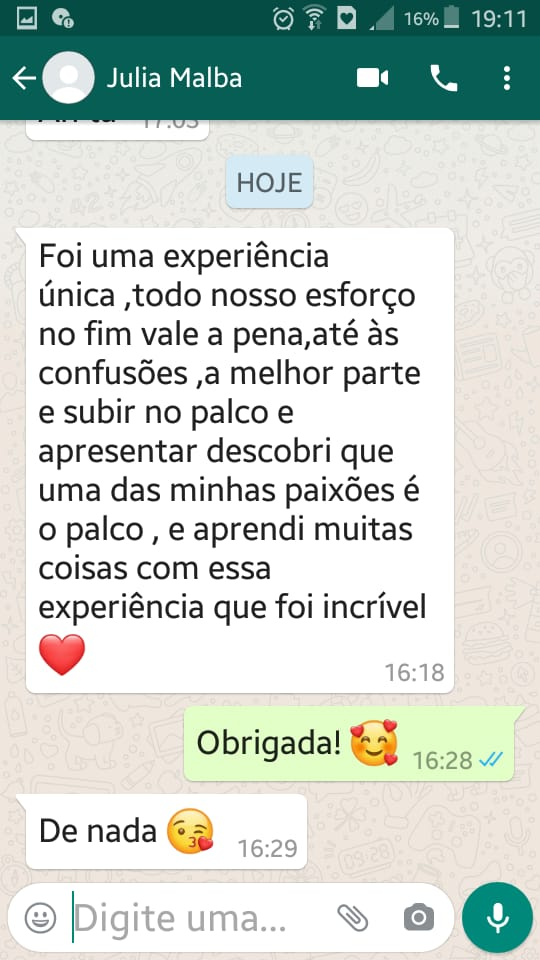 16% 19:11
Julia Malba
17:03
HOJE
Foi uma experiência
única ,todo nosso esforço
no fim vale a pena,até às
confusões ,a melhor parte
e subir no palco e
apresentar descobri que
uma das minhas paixões é
o palco , e aprendi muitas
coisas com essa
experiência que foi incrível
❤️
16:18
Obrigada! 🥰 16:28
De nada 😘 16:29
Digite uma...